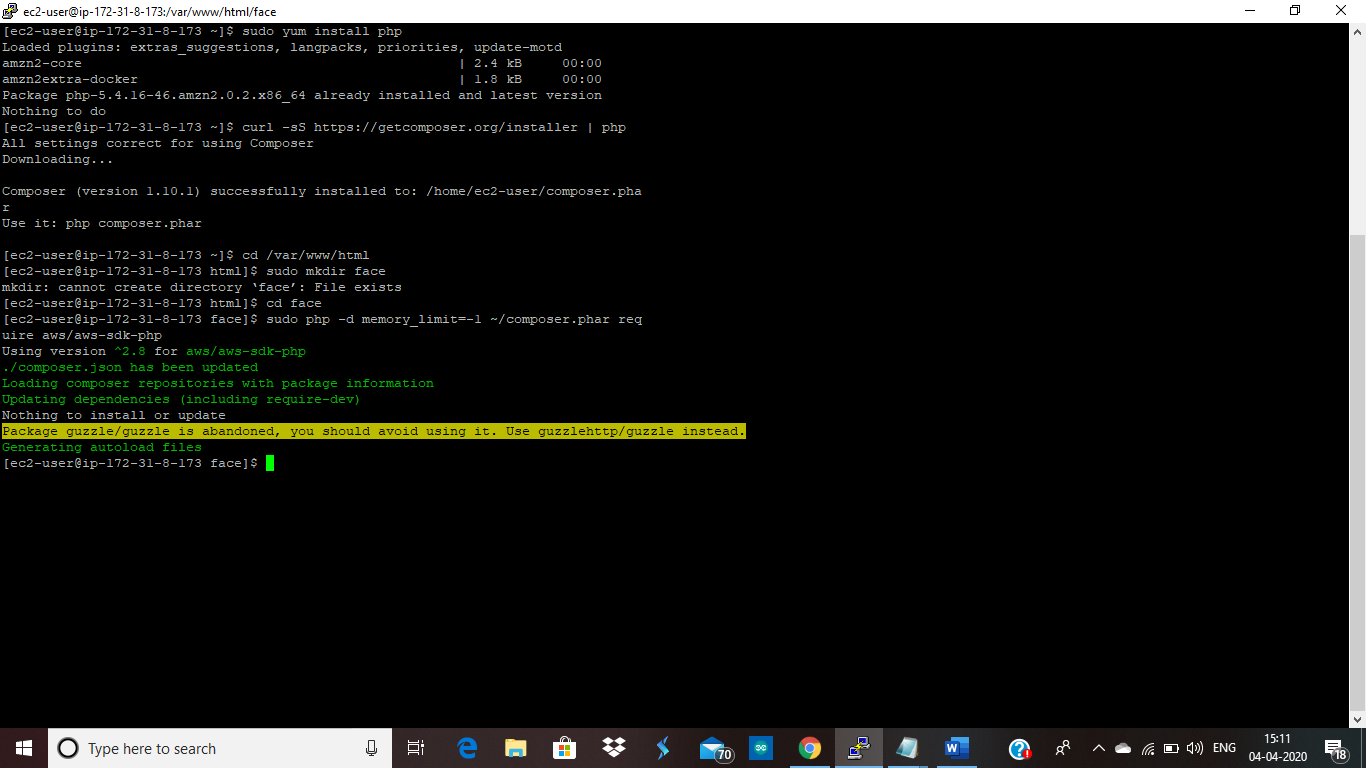 ec2-user@ip-172-31-8-173:/var/www/html/face
[ec2-user@ip-172-31-8-173 ~]$ sudo yum install php
Loaded plugins: extras_suggestions, langpacks, priorities, update-motd
amzn2-core | 2.4 kB 00:00
amzn2extra-docker | 1.8 kB 00:00
Package php-5.4.16-46.amzn2.0.2.x86_64 already installed and latest version
Nothing to do
[ec2-user@ip-172-31-8-173 ~]$ curl -sS https://getcomposer.org/installer | php
All settings correct for using Composer
Downloading...
Composer (version 1.10.1) successfully installed to: /home/ec2-user/composer.pha
r
Use it: php composer.phar
[ec2-user@ip-172-31-8-173 ~]$ cd /var/www/html
[ec2-user@ip-172-31-8-173 html]$ sudo mkdir face
mkdir: cannot create directory ‘face’: File exists
[ec2-user@ip-172-31-8-173 html]$ cd face
[ec2-user@ip-172-31-8-173 face]$ sudo php -d memory_limit=-1 ~/composer.phar req
uire aws/aws-sdk-php
Using version ^2.8 for aws/aws-sdk-php
./composer.json has been updated
Loading composer repositories with package information
Updating dependencies (including require-dev)
Nothing to install or update
Package guzzle/guzzle is abandoned, you should avoid using it. Use guzzlehttp/guzzle instead.
Generating autoload files
[ec2-user@ip-172-31-8-173 face]$
Type here to search
70
W
ENG
15:11
04-04-2020
18